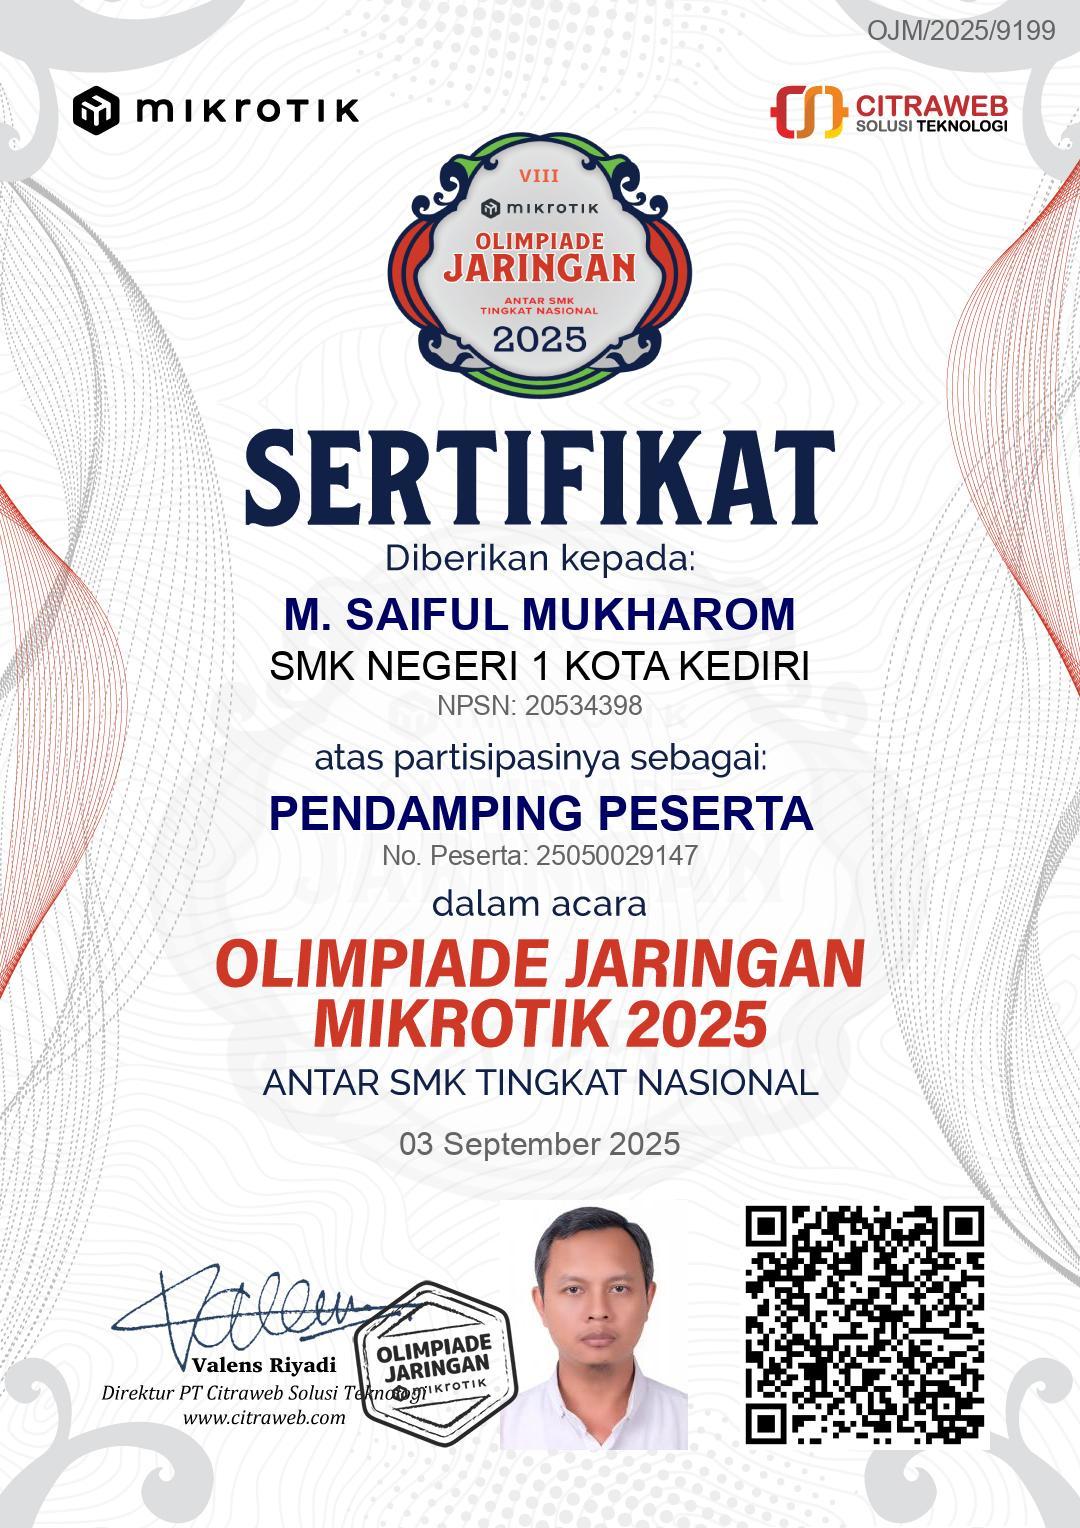 OJM/2025/9199
mikrotik
CITRAWEB
SOLUSI TEKNOLOGI
VIII
mikrotik
OLIMPIADE
JARINGAN
ANTAR SMK
TINGKAT NASIONAL
2025
SERTIFIKAT
Diberikan kepada:
M. SAIFUL MUKHAROM
SMK NEGERI 1 KOTA KEDIRI
NPSN: 20534398
atas partisipasinya sebagai:
PENDAMPING PESERTA
No. Peserta: 25050029147
dalam acara
OLIMPIADE JARINGAN
MIKROTIK 2025
ANTAR SMK TINGKAT NASIONAL
03 September 2025
Valens Riyadi
Direktur PT Citraweb Solusi Teknologi
www.citraweb.com
OLIMPIADE
JARINGAN
mikrotik